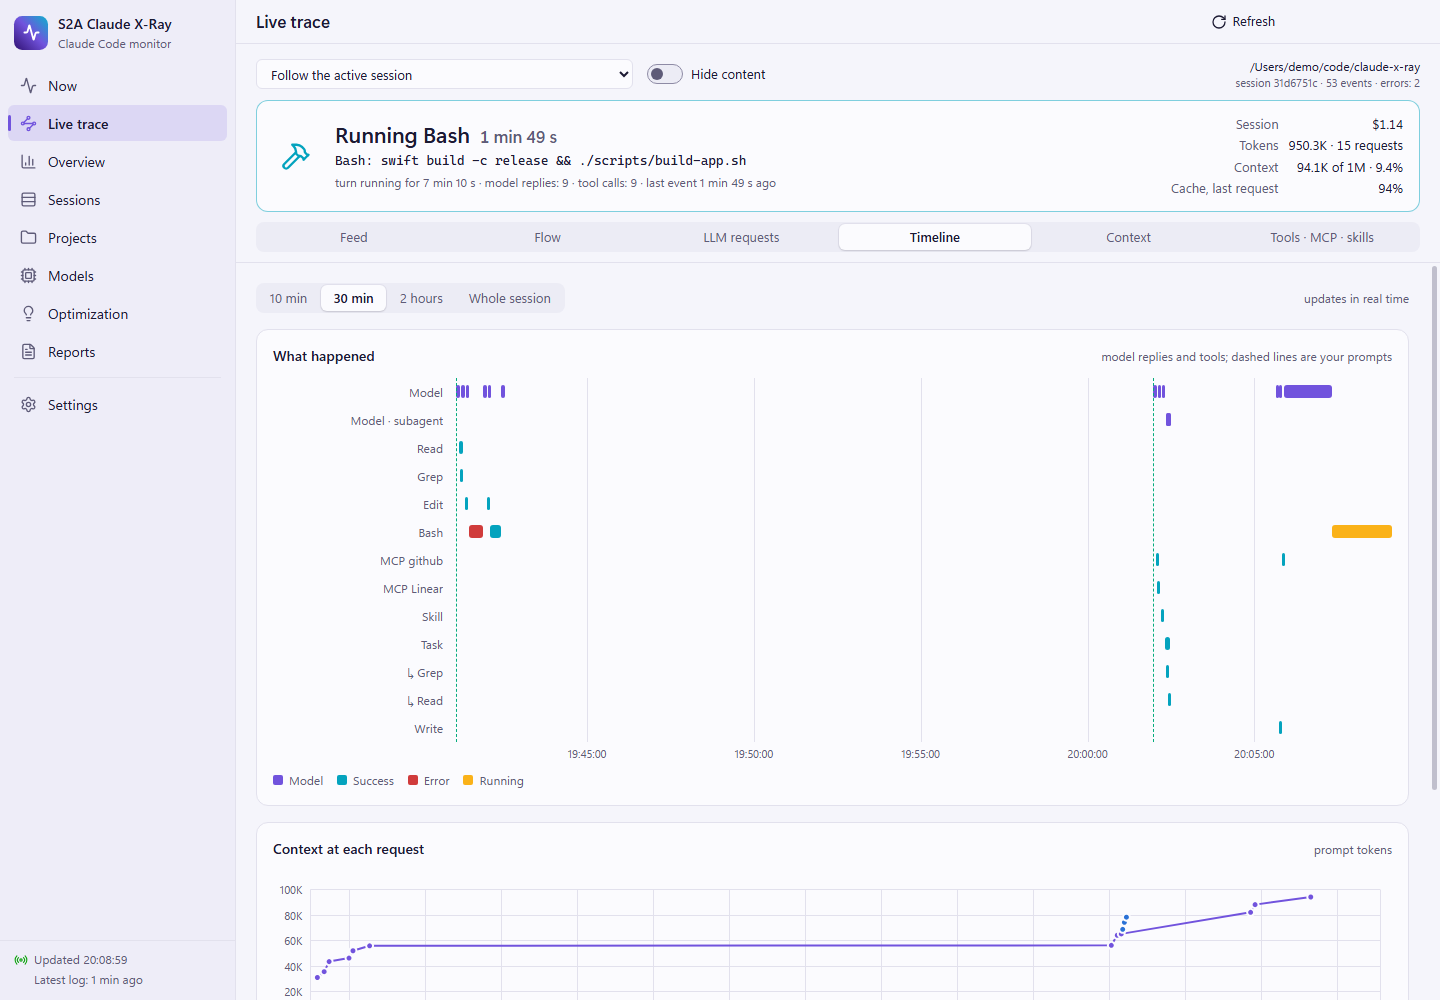 S2A Claude X-Ray
Claude Code monitor
Now
Live trace
Overview
Sessions
Projects
Models
Optimization
Reports
Settings
Updated 20:08:59
Latest log: 1 min ago
Live trace
Refresh
Follow the active session
Hide content
/Users/demo/code/claude-x-ray
session 31d6751c · 53 events · errors: 2
Running Bash 1 min 49 s
Bash: swift build -c release && ./scripts/build-app.sh
turn running for 7 min 10 s · model replies: 9 · tool calls: 9 · last event 1 min 49 s ago
Session $1.14
Tokens 950.3K · 15 requests
Context 94.1K of 1M · 9.4%
Cache, last request 94%
Feed Flow LLM requests Timeline Context Tools · MCP · skills
10 min 30 min 2 hours Whole session
updates in real time
What happened
model replies and tools; dashed lines are your prompts
Model
Model · subagent
Read
Grep
Edit
Bash
MCP github
MCP Linear
Skill
Task
↳ Grep
↳ Read
Write
19:45:00 19:50:00 19:55:00 20:00:00 20:05:00
Model Success Error Running
Context at each request
prompt tokens
100K
80K
60K
40K
20K